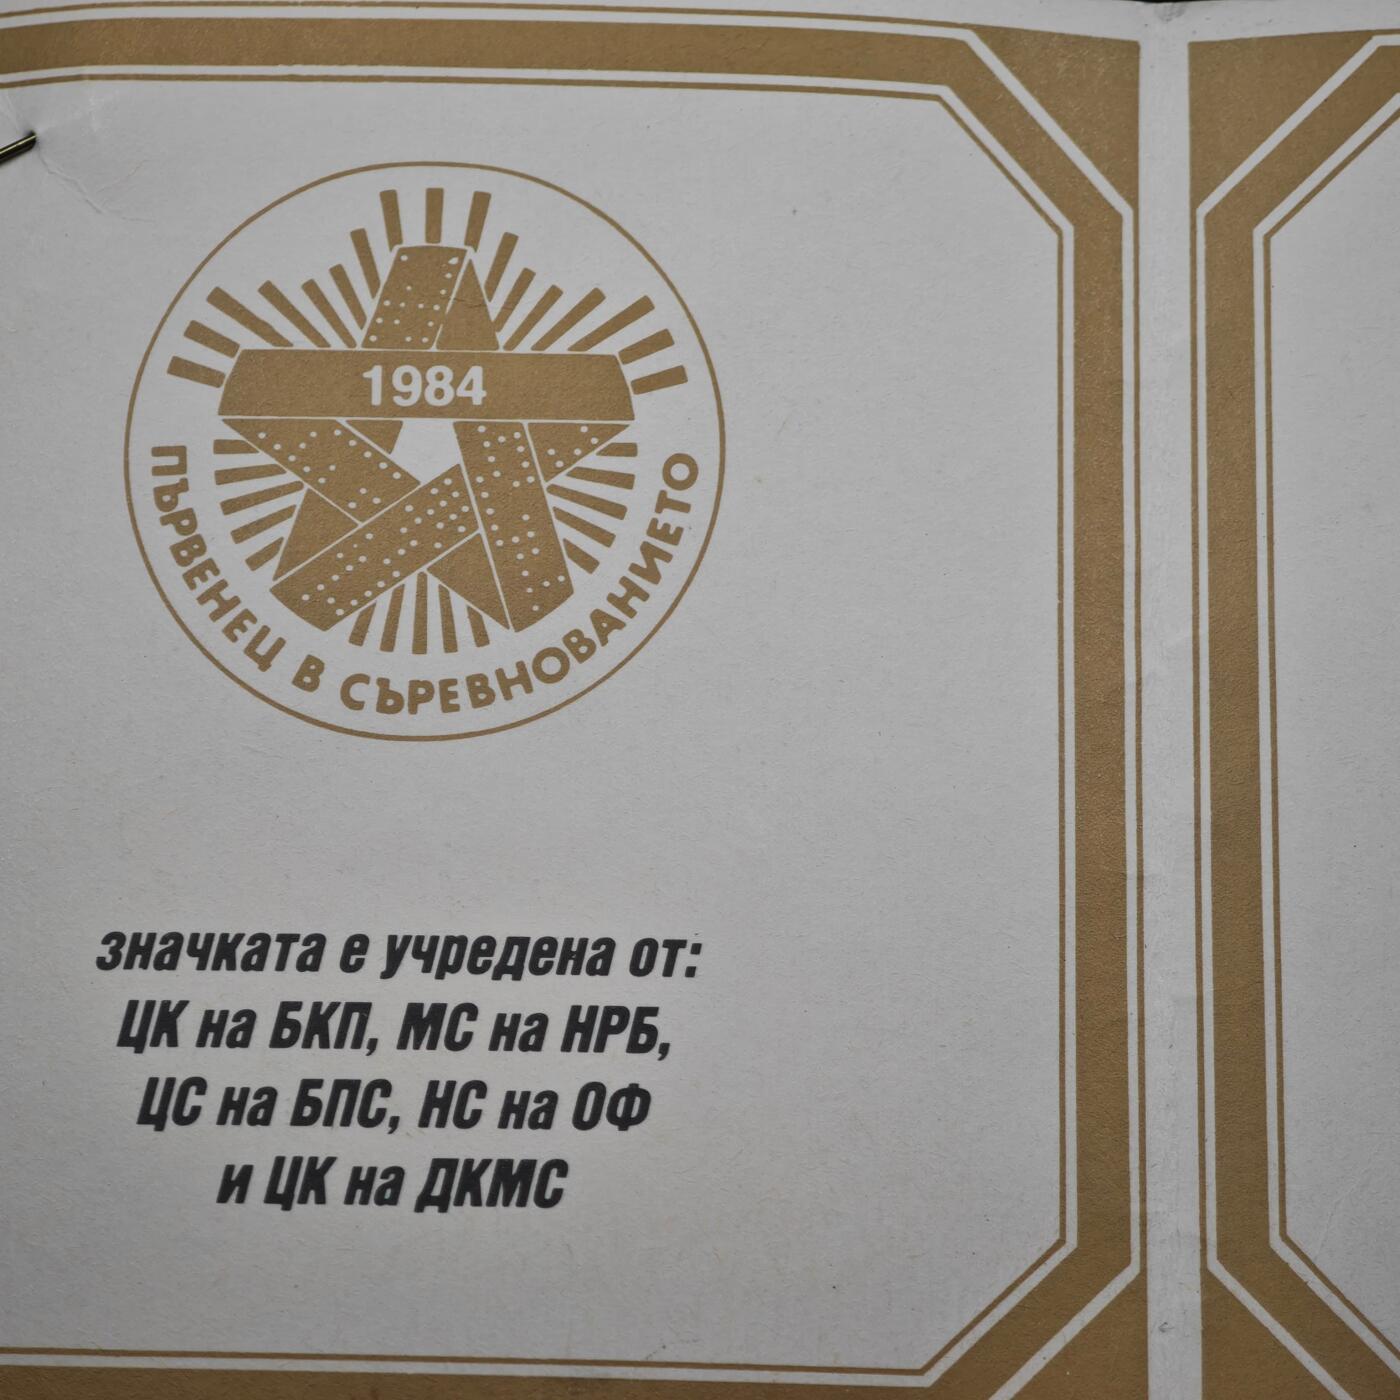 1984
ПЪРВЕНЕЦ В СЪРЕВНОВАНИЕТО
значката е учредена от:
ЦК на БКП, МС на НРБ,
ЦС на БПС, НС на ОФ
и ЦК на ДКМС